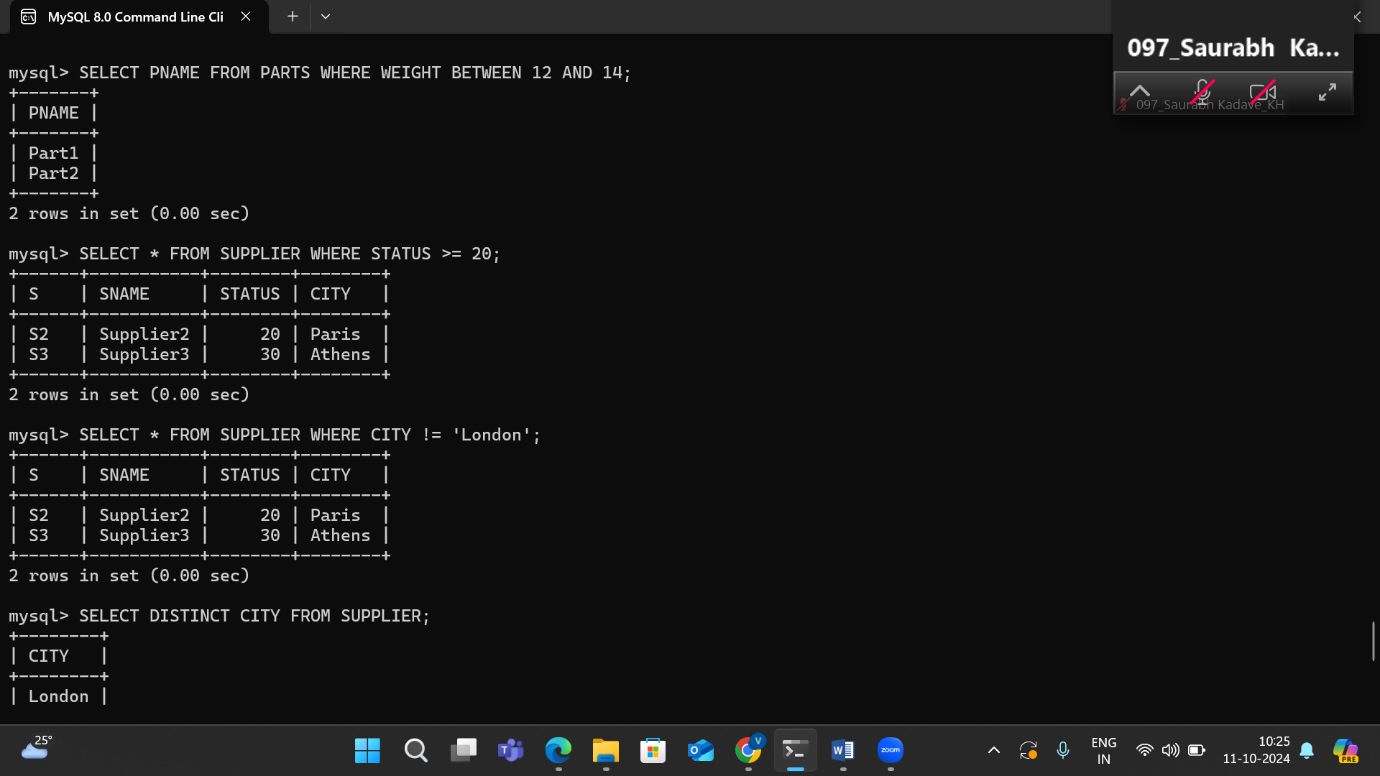 MySQL 8.0 Command Line Cli
097_Saurabh Ka...
097_Saurabh Kadave_KH
mysql> SELECT PNAME FROM PARTS WHERE WEIGHT BETWEEN 12 AND 14;
+-------+
| PNAME |
+-------+
| Part1 |
| Part2 |
+-------+
2 rows in set (0.00 sec)
mysql> SELECT * FROM SUPPLIER WHERE STATUS >= 20;
+------+-----------+--------+--------+
| S    | SNAME     | STATUS | CITY   |
+------+-----------+--------+--------+
| S2   | Supplier2 |     20 | Paris  |
| S3   | Supplier3 |     30 | Athens |
+------+-----------+--------+--------+
2 rows in set (0.00 sec)
mysql> SELECT * FROM SUPPLIER WHERE CITY != 'London';
+------+-----------+--------+--------+
| S    | SNAME     | STATUS | CITY   |
+------+-----------+--------+--------+
| S2   | Supplier2 |     20 | Paris  |
| S3   | Supplier3 |     30 | Athens |
+------+-----------+--------+--------+
2 rows in set (0.00 sec)
mysql> SELECT DISTINCT CITY FROM SUPPLIER;
+--------+
| CITY   |
+--------+
| London |
25°
ENG
IN
10:25
11-10-2024
zoom
PRE